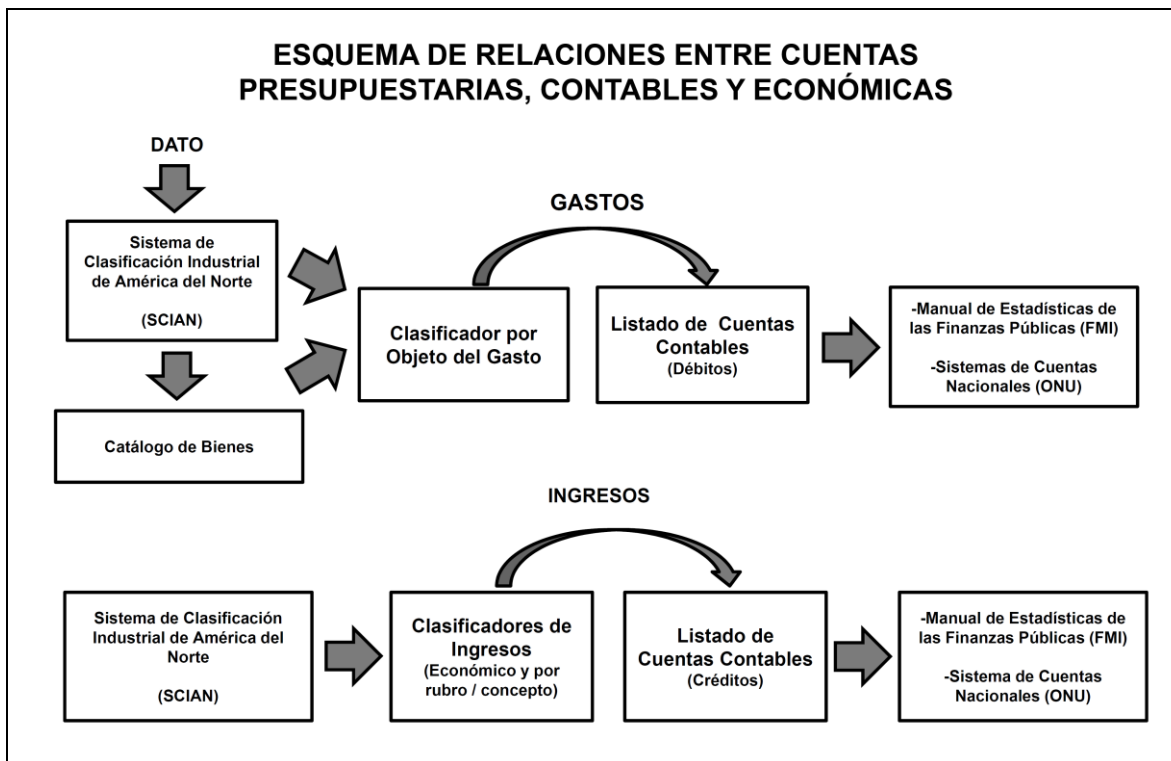 ESQUEMA DE RELACIONES ENTRE CUENTAS
PRESUPUESTARIAS, CONTABLES Y ECONÓMICAS
DATO
Sistema de
Clasificación Industrial
de América del Norte
(SCIAN)
Catálogo de Bienes
GASTOS
Clasificador por
Objeto del Gasto
Listado de Cuentas
Contables
(Débitos)
-Manual de Estadísticas de
las Finanzas Públicas (FMI)
-Sistemas de Cuentas
Nacionales (ONU)
INGRESOS
Sistema de Clasificación
Industrial de América del
Norte
(SCIAN)
Clasificadores de
Ingresos
(Económico y por
rubro / concepto)
Listado de
Cuentas Contables
(Créditos)
-Manual de Estadísticas de
las Finanzas Públicas (FMI)
-Sistema de Cuentas
Nacionales (ONU)